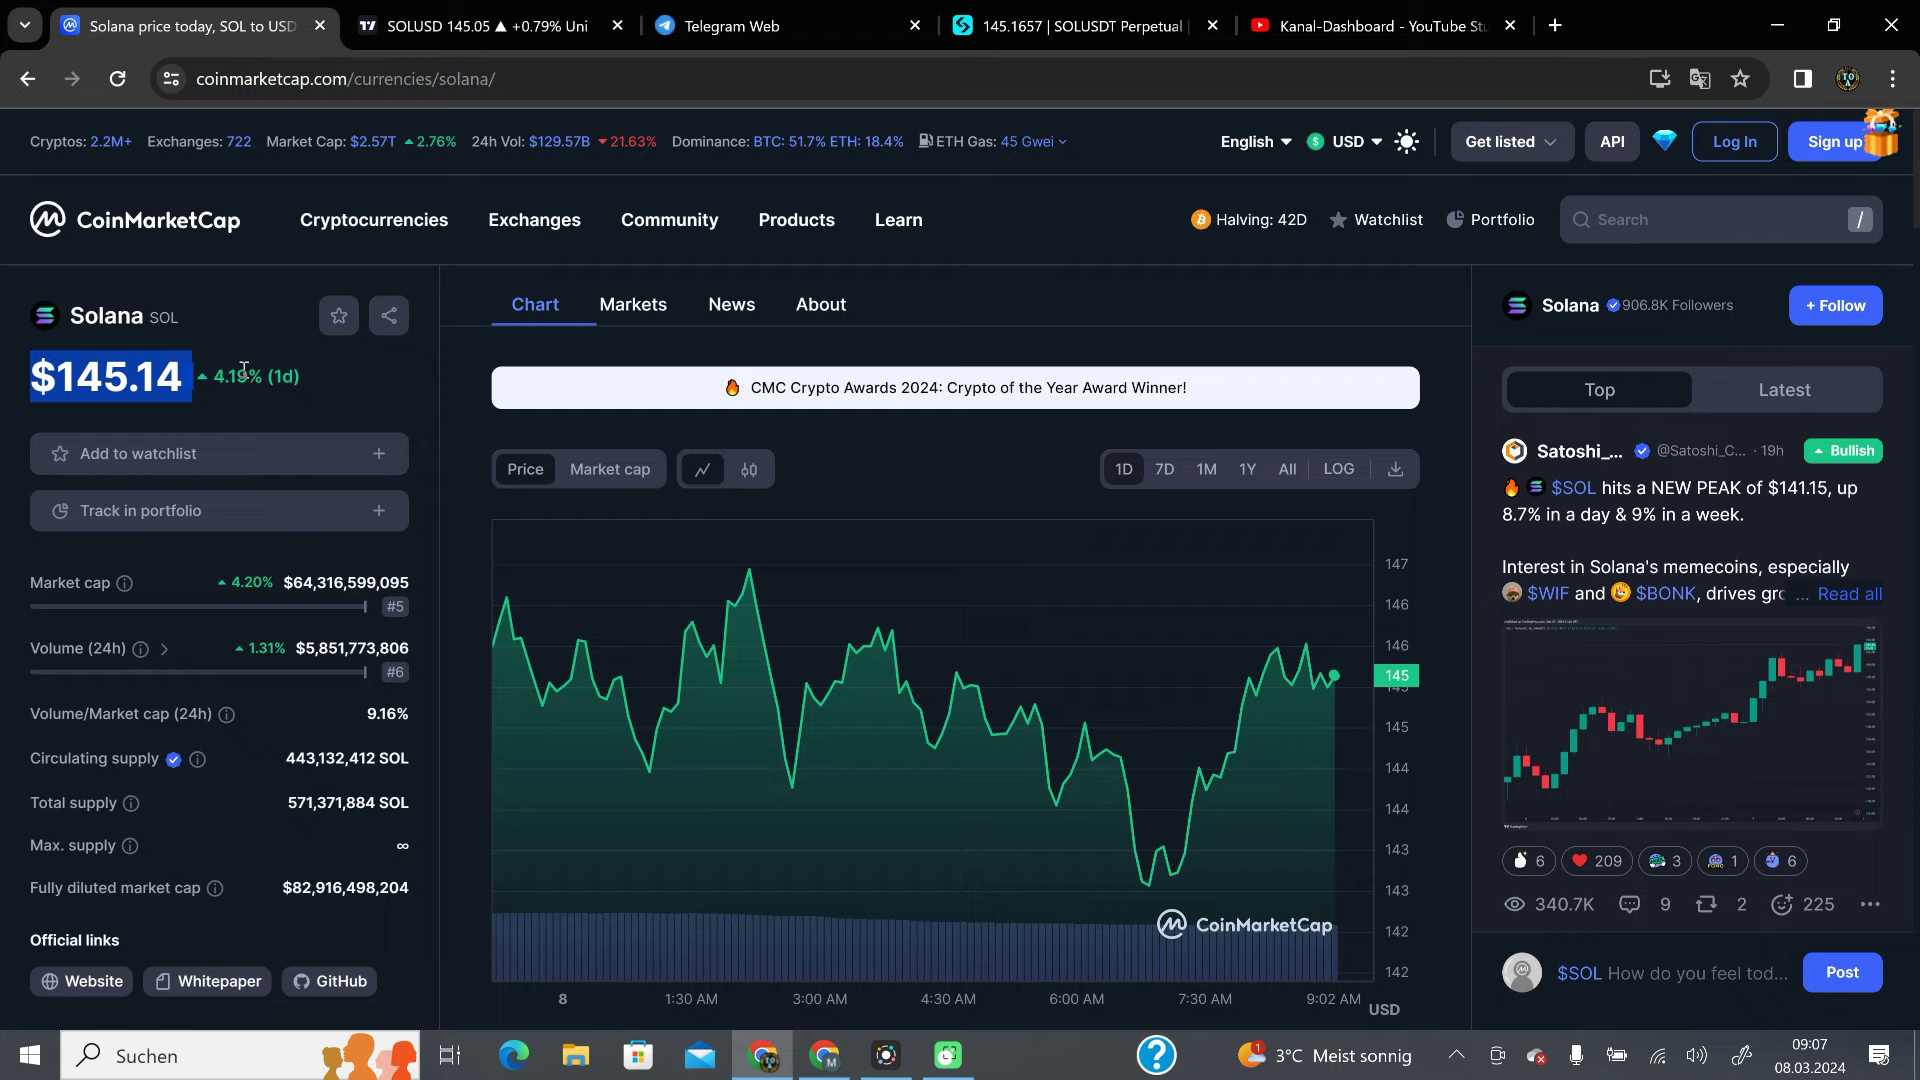 Solana price today, SOL to USD
SOLUSD 145.05 ▲ +0.79% Uni
Telegram Web
145.1657 | SOLUSDT Perpetual
Kanal-Dashboard - YouTube Stu
coinmarketcap.com/currencies/solana/
Cryptos: 2.2M+ Exchanges: 722 Market Cap: $2.57T ▲ 2.76% 24h Vol: $129.57B ▼ 21.63% Dominance: BTC: 51.7% ETH: 18.4% ETH Gas: 45 Gwei
English USD Get listed API Log In Sign up
CoinMarketCap Cryptocurrencies Exchanges Community Products Learn
Halving: 42D Watchlist Portfolio Search /
Solana SOL
$145.14 ▲ 4.19% (1d)
Add to watchlist +
Track in portfolio +
Market cap ▲ 4.20% $64,316,599,095
#5
Volume (24h) ▲ 1.31% $5,851,773,806
#6
Volume/Market cap (24h) 9.16%
Circulating supply 443,132,412 SOL
Total supply 571,371,884 SOL
Max. supply ∞
Fully diluted market cap $82,916,498,204
Official links
Website Whitepaper GitHub
Chart Markets News About
CMC Crypto Awards 2024: Crypto of the Year Award Winner!
Price Market cap
1D 7D 1M 1Y All LOG
147
146
146
145
145
144
144
143
143
142
142
CoinMarketCap
8 1:30 AM 3:00 AM 4:30 AM 6:00 AM 7:30 AM 9:02 AM
USD
Solana 906.8K Followers + Follow
Top Latest
Satoshi_... @Satoshi_C... · 19h Bullish
$SOL hits a NEW PEAK of $141.15, up
8.7% in a day & 9% in a week.
Interest in Solana's memecoins, especially
$WIF and $BONK, drives grc ... Read all
6 209 3 1 6
340.7K 9 2 225
$SOL How do you feel tod... Post
Suchen
3°C Meist sonnig
09:07
08.03.2024